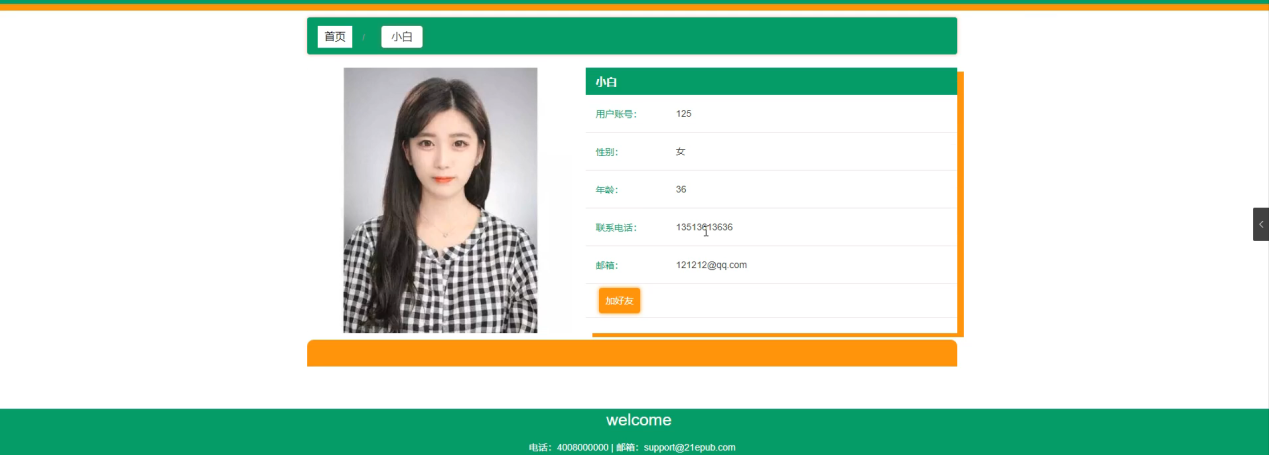 首页 / 小白
小白
用户账号： 125
性别： 女
年龄： 36
联系电话： 13513613636
邮箱： 121212@qq.com
加好友
welcome
电话：4008000000 | 邮箱：support@21epub.com